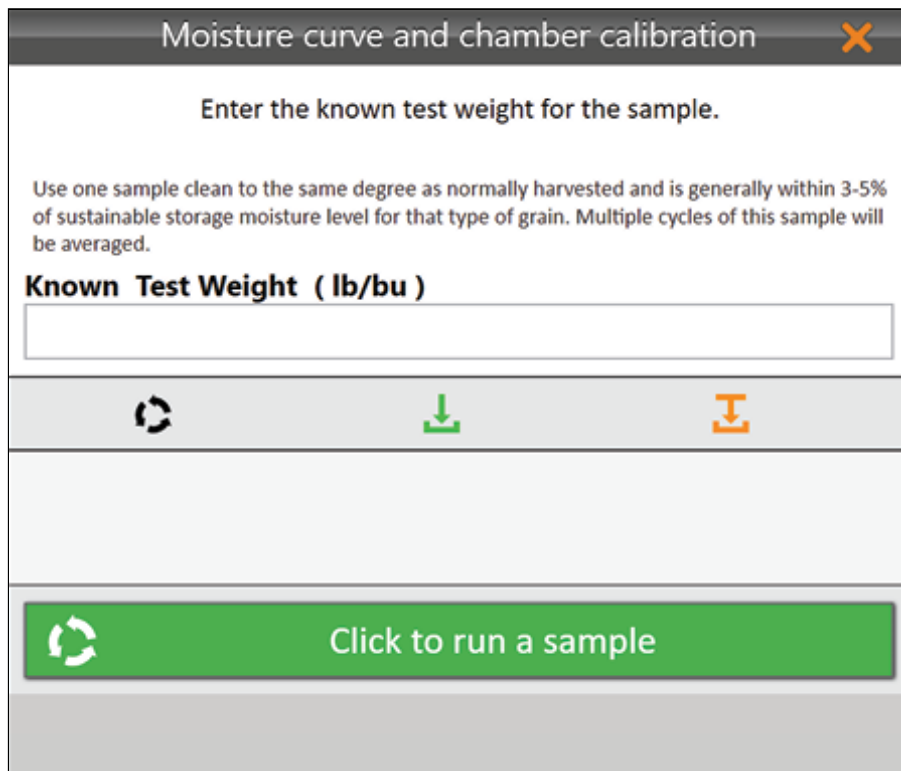 Moisture curve and chamber calibration
Enter the known test weight for the sample.
Use one sample clean to the same degree as normally harvested and is generally within 3-5%
of sustainable storage moisture level for that type of grain. Multiple cycles of this sample will
be averaged.
Known Test Weight ( lb/bu )
Click to run a sample